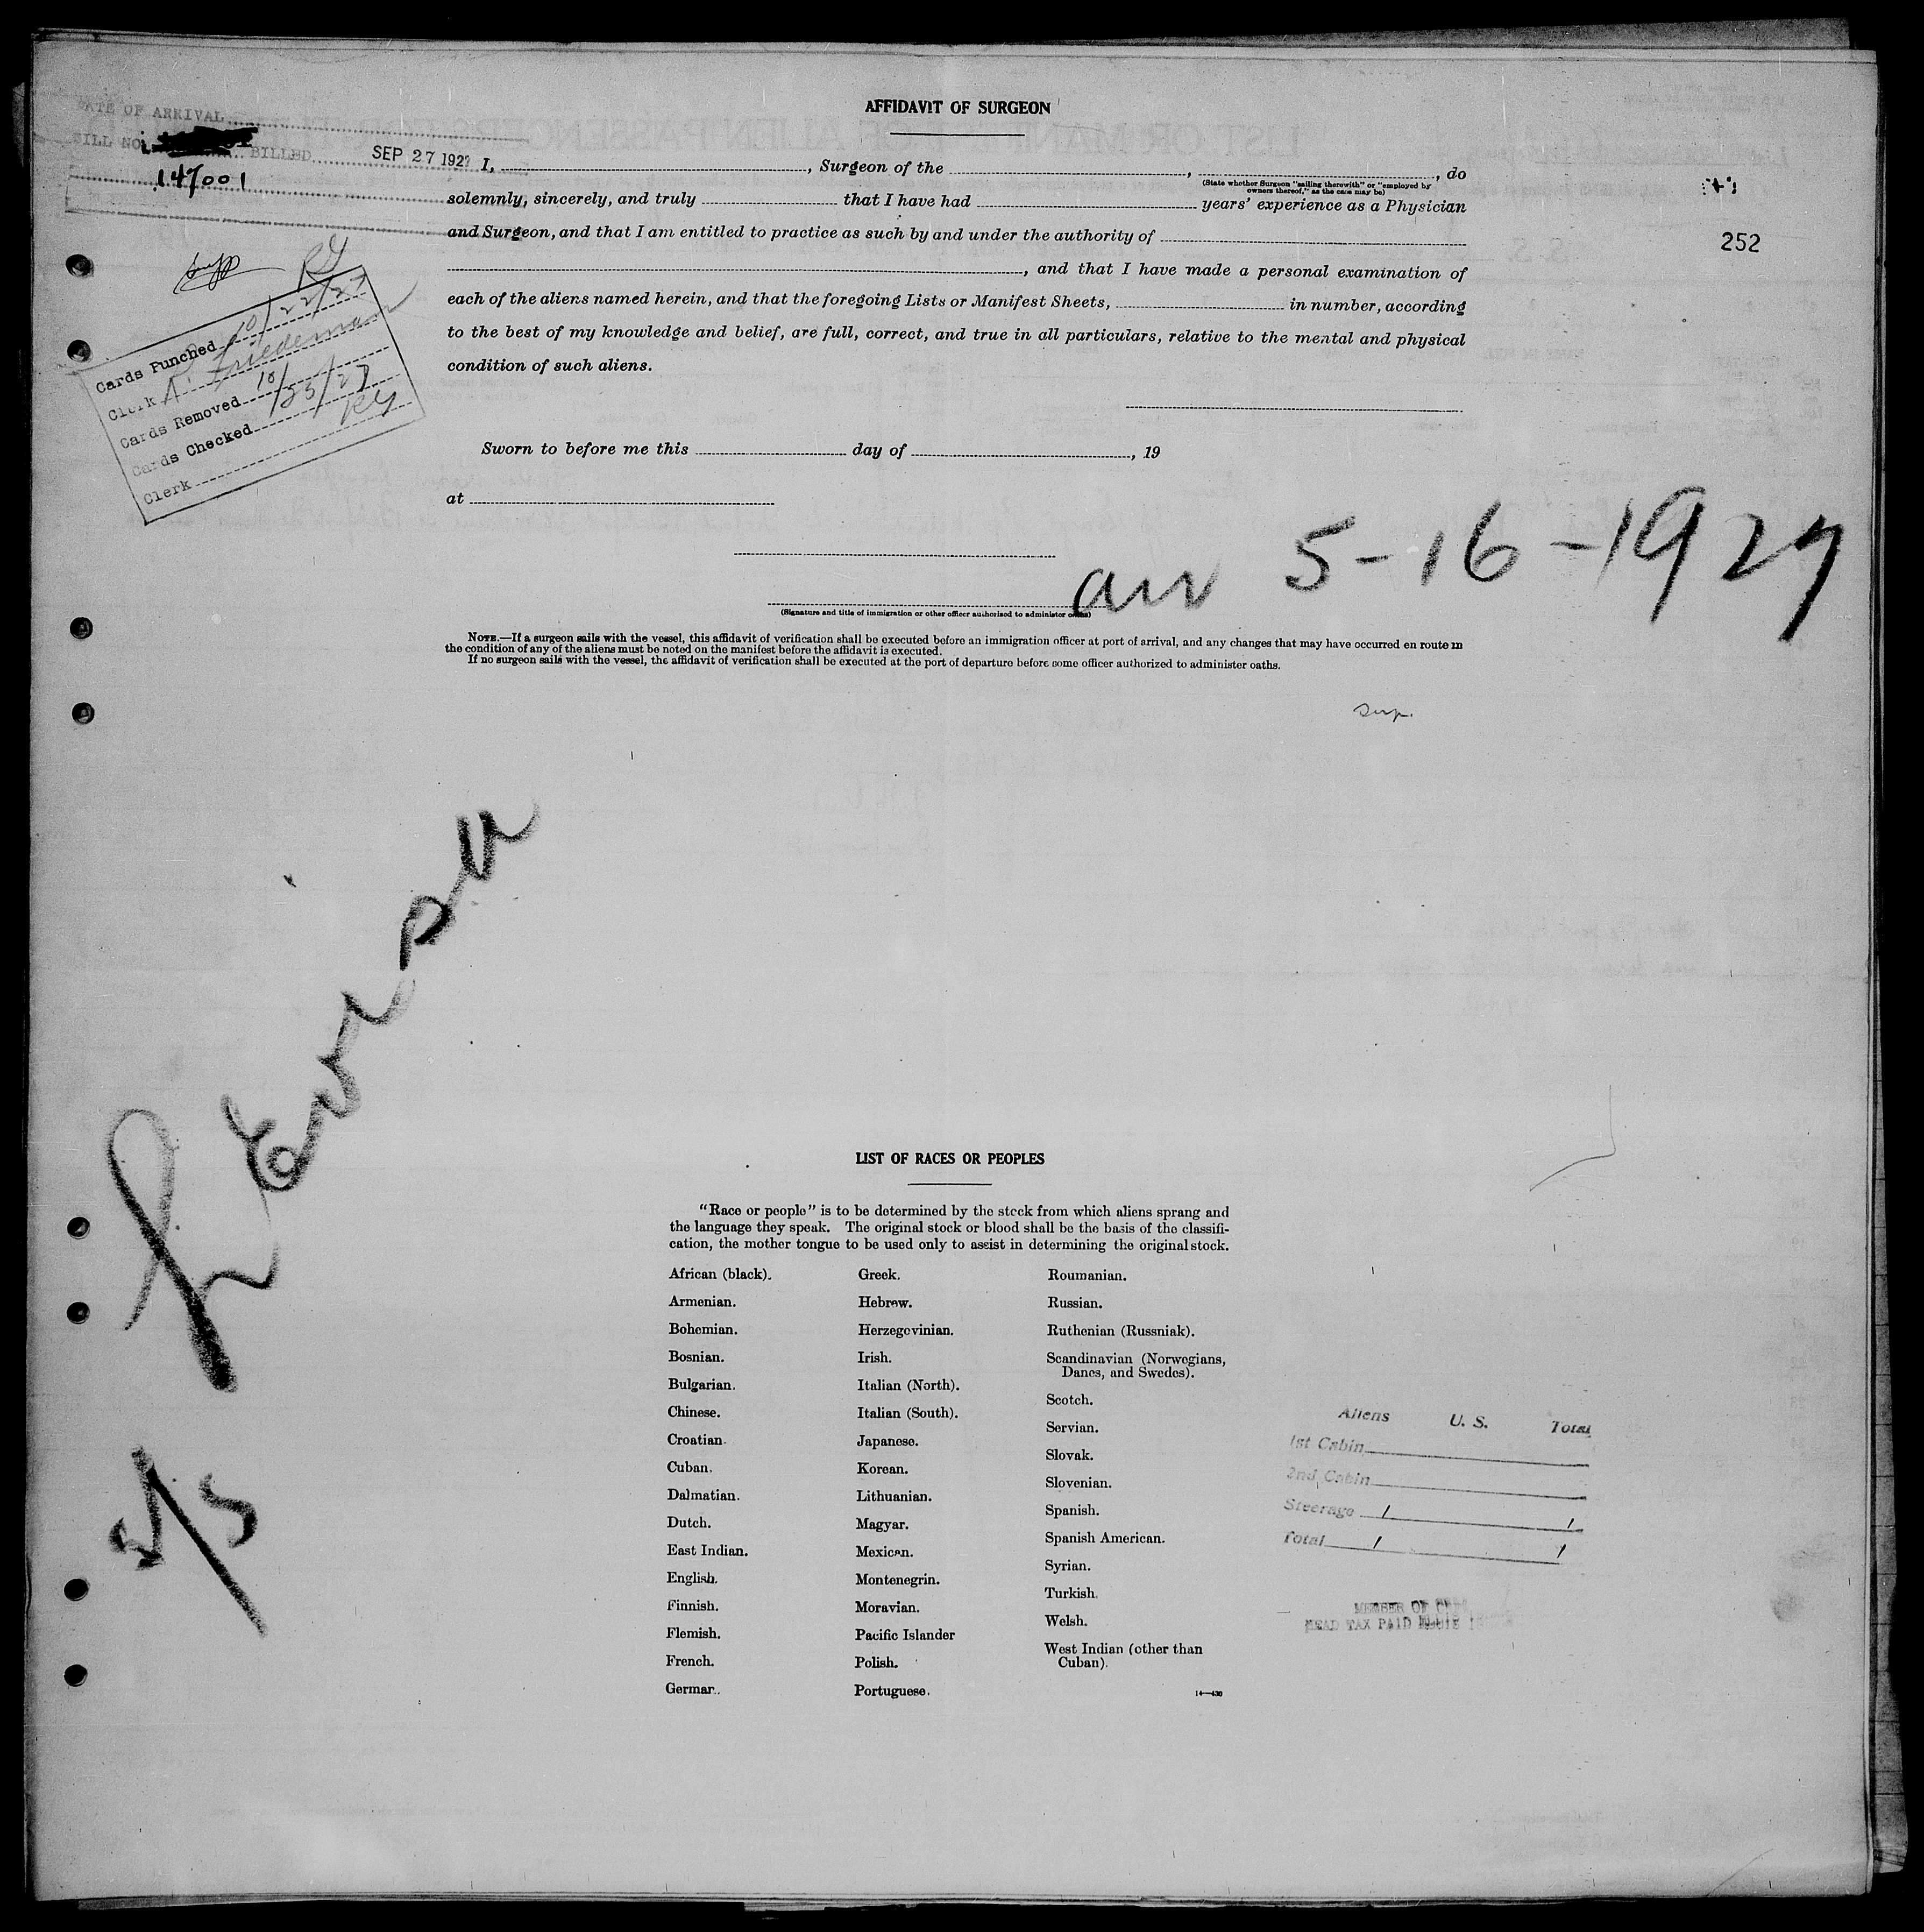 AFFIDAVIT OF SURGEON
DATE OF ARRIVAL
BILL NO. BILLED SEP 27 1927
147001
I, , Surgeon of the , , do
(State whether Surgeon "sailing therewith" or "employed by
owners thereof," as the case may be)
solemnly, sincerely, and truly that I have had years' experience as a Physician
and Surgeon, and that I am entitled to practice as such by and under the authority of
252
, and that I have made a personal examination of
each of the aliens named herein, and that the foregoing Lists or Manifest Sheets, in number, according
to the best of my knowledge and belief, are full, correct, and true in all particulars, relative to the mental and physical
condition of such aliens.
Supp
RY
Cards Punched 10/22/27
Clerk A. Friedeman
Cards Removed 10/23/27
Cards Checked RY
Clerk
Sworn to before me this day of , 19
at
arr 5-16-1927
(Signature and title of immigration or other officer authorized to administer oaths)
NOTE.—If a surgeon sails with the vessel, this affidavit of verification shall be executed before an immigration officer at port of arrival, and any changes that may have occurred en route in
the condition of any of the aliens must be noted on the manifest before the affidavit is executed.
If no surgeon sails with the vessel, the affidavit of verification shall be executed at the port of departure before some officer authorized to administer oaths.
Sup.
LIST OF RACES OR PEOPLES
"Race or people" is to be determined by the stock from which aliens sprang and
the language they speak. The original stock or blood shall be the basis of the classifi-
cation, the mother tongue to be used only to assist in determining the original stock.
African (black).
Armenian.
Bohemian.
Bosnian.
Bulgarian.
Chinese.
Croatian.
Cuban.
Dalmatian.
Dutch.
East Indian.
English.
Finnish.
Flemish.
French.
German.
Greek.
Hebrew.
Herzegovinian.
Irish.
Italian (North).
Italian (South).
Japanese.
Korean.
Lithuanian.
Magyar.
Mexican.
Montenegrin.
Moravian.
Pacific Islander
Polish.
Portuguese.
Roumanian.
Russian.
Ruthenian (Russniak).
Scandinavian (Norwegians,
Danes, and Swedes).
Scotch.
Servian.
Slovak.
Slovenian.
Spanish.
Spanish American.
Syrian.
Turkish.
Welsh.
West Indian (other than
Cuban).
14—430
Aliens U. S. Total
1st Cabin
2nd Cabin
Steerage 1 1
Total 1 1
MEMBER OF
HEAD TAX PAID
S/S